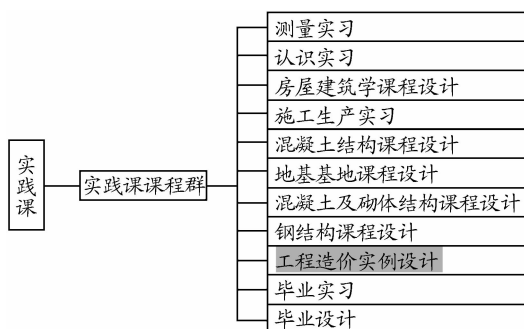 实践课
实践课课程群
测量实习
认识实习
房屋建筑学课程设计
施工生产实习
混凝土结构课程设计
地基基地课程设计
混凝土及砌体结构课程设计
钢结构课程设计
工程造价实例设计
毕业实习
毕业设计